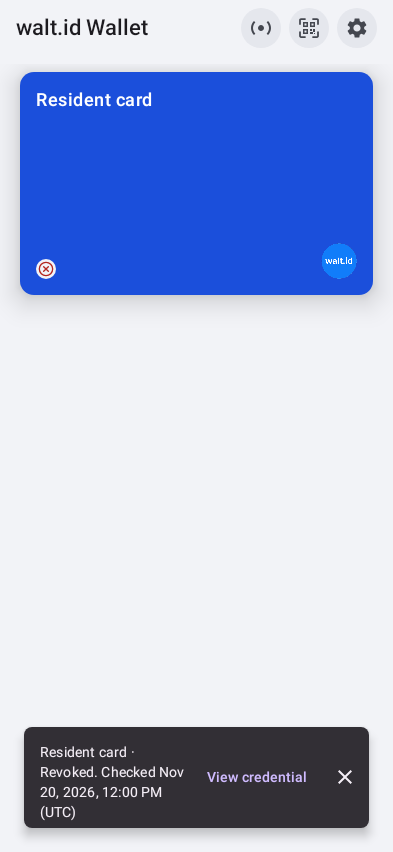 walt.id Wallet
Resident card
walt.id
Resident card ·
Revoked. Checked Nov
20, 2026, 12:00 PM
(UTC)
View credential